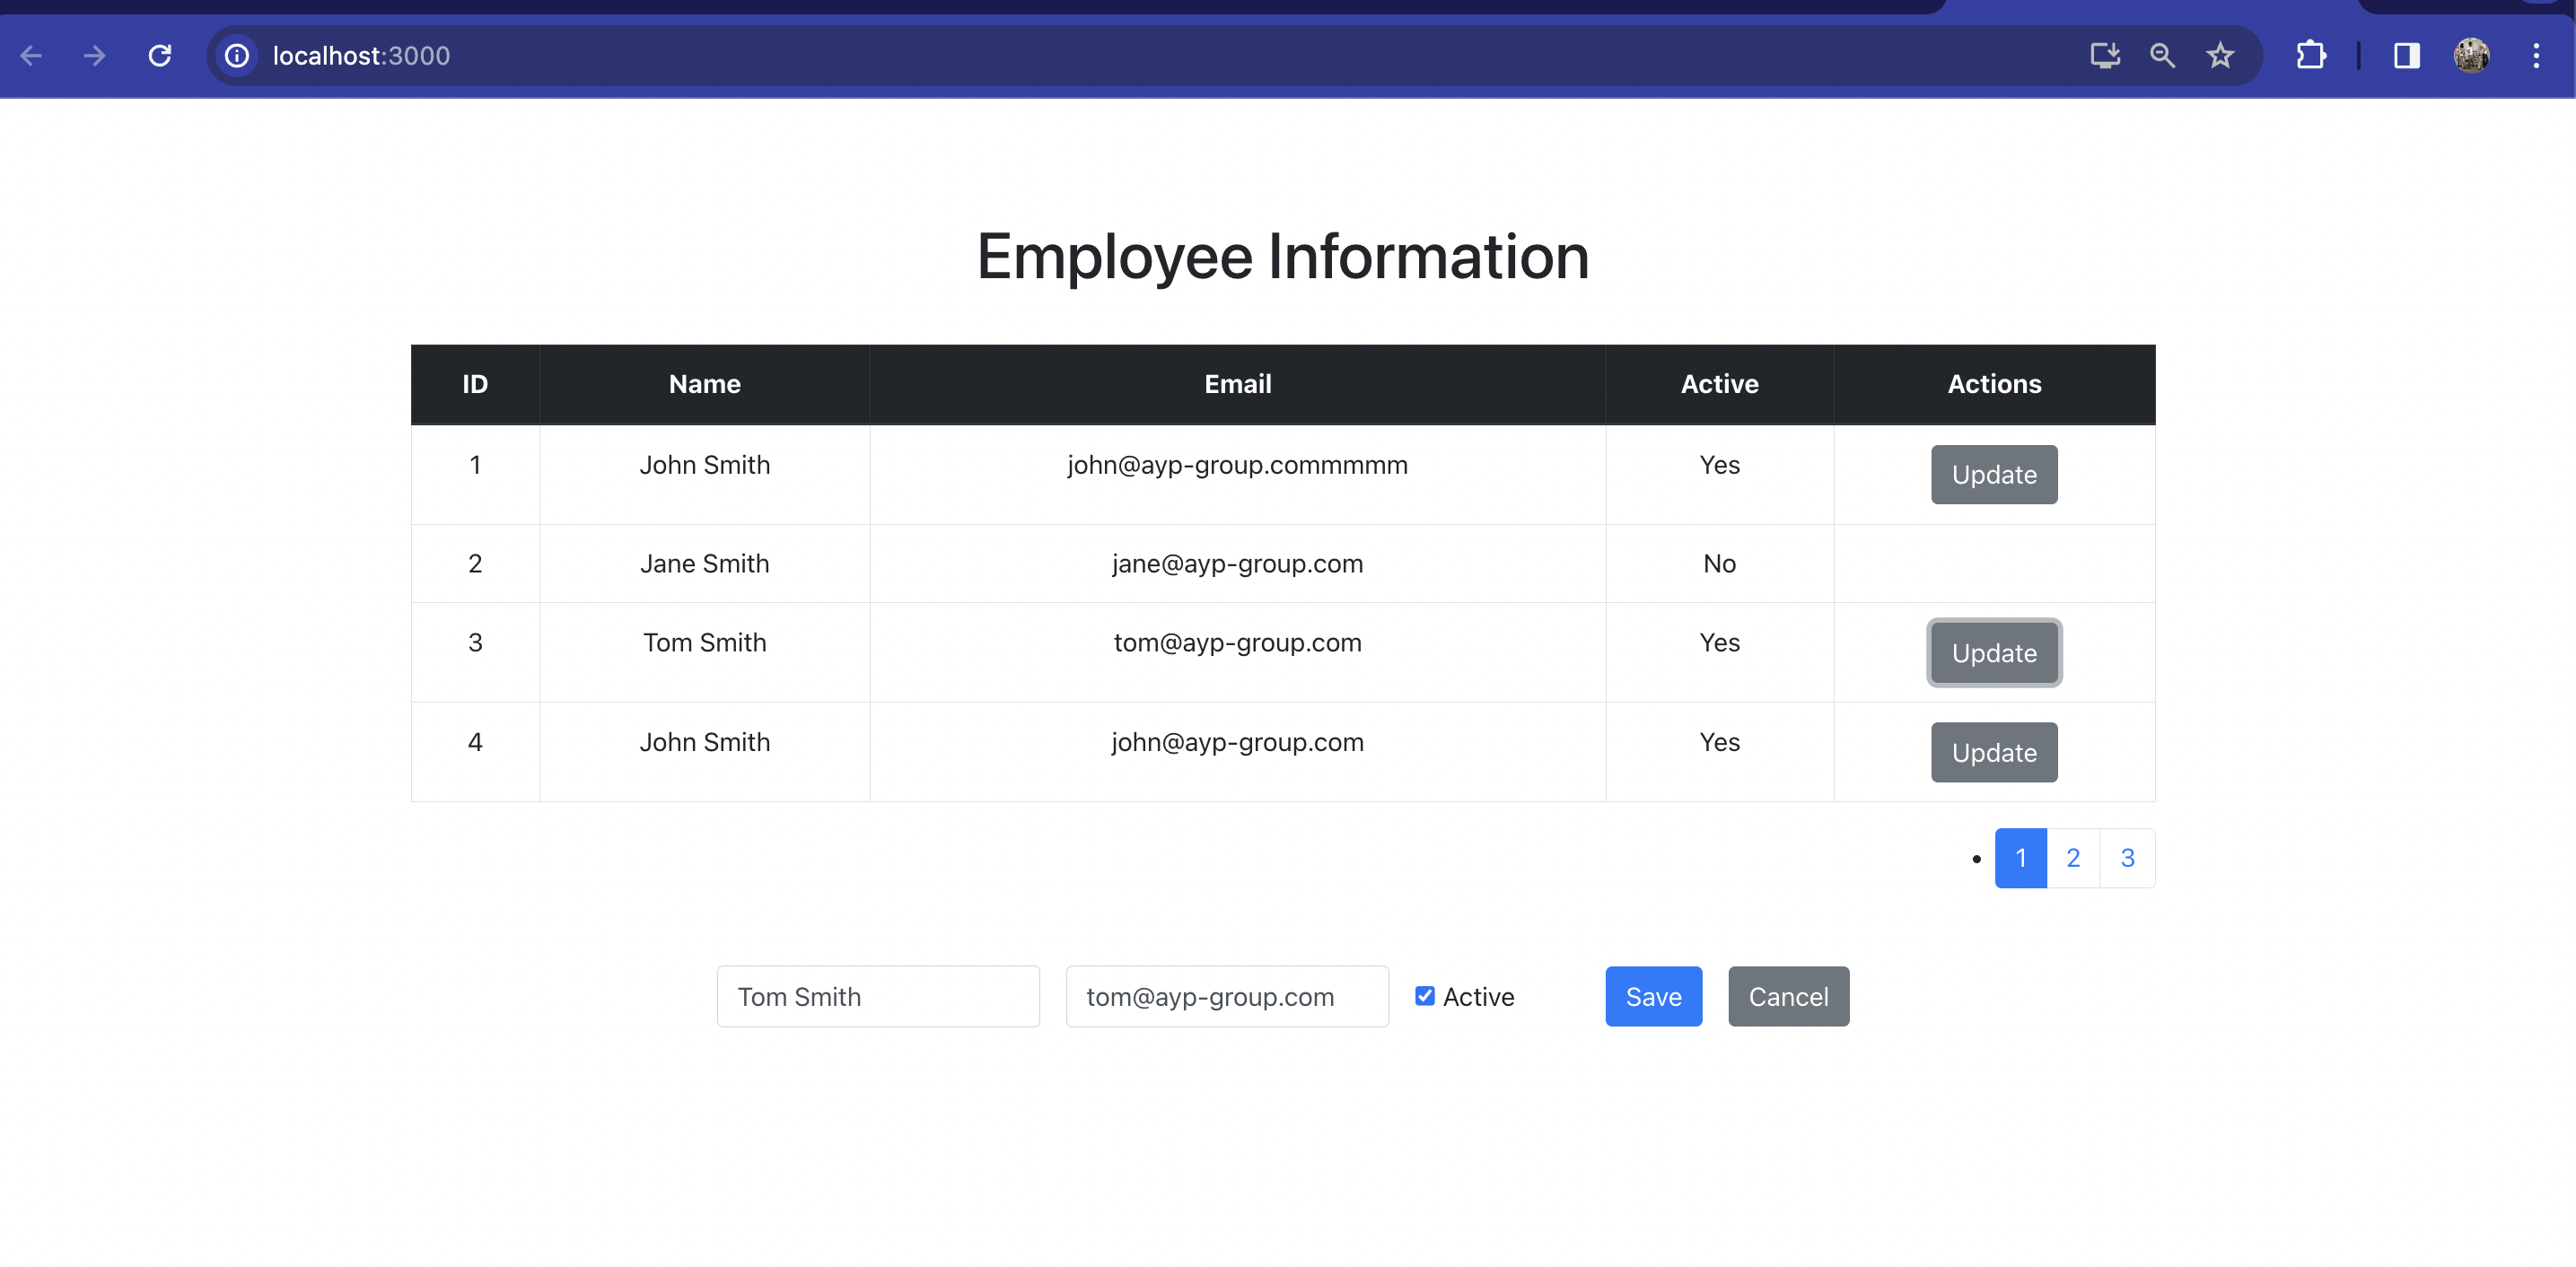 localhost:3000
Employee Information
ID Name Email Active Actions
1 John Smith john@ayp-group.commmmm Yes Update
2 Jane Smith jane@ayp-group.com No
3 Tom Smith tom@ayp-group.com Yes Update
4 John Smith john@ayp-group.com Yes Update
1 2 3
Tom Smith tom@ayp-group.com Active Save Cancel